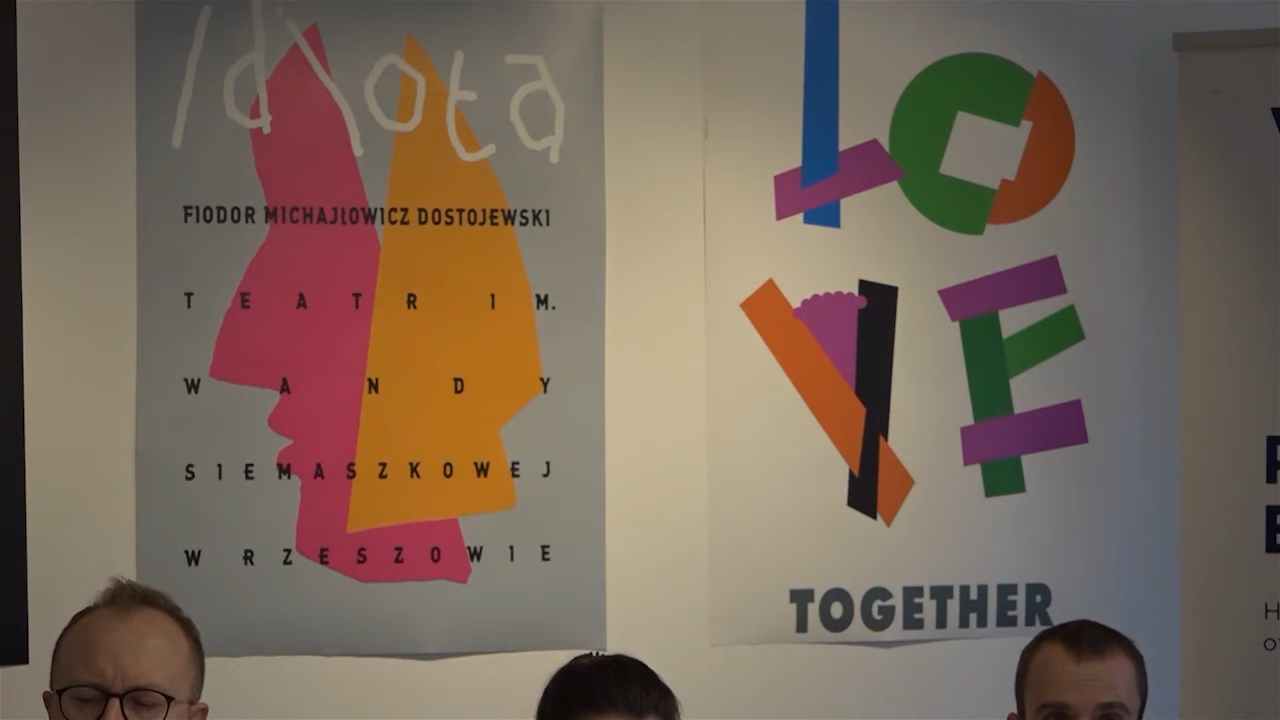 Idiota
FIODOR MICHAJŁOWICZ DOSTOJEWSKI
TEATR IM.
WANDY
SIEMASZKOWEJ
W RZESZOWIE
LOVE
TOGETHER